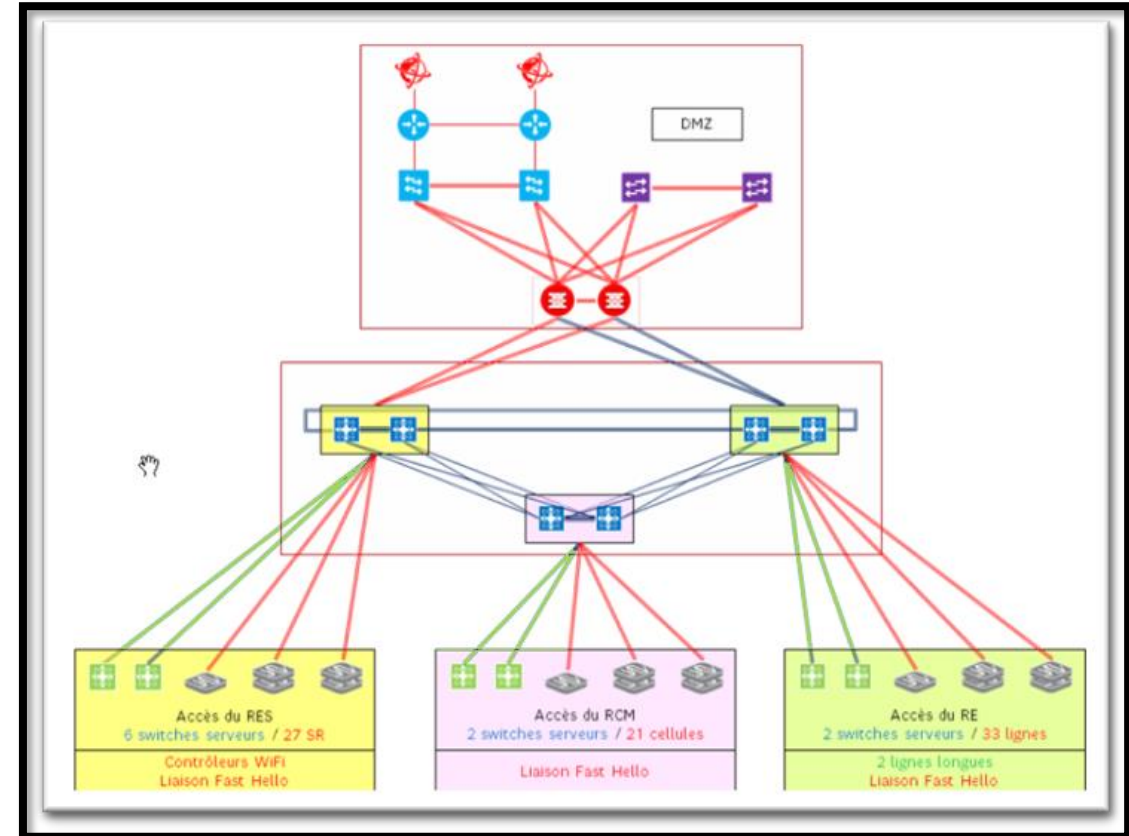 DMZ
Accès du RES
6 switches serveurs / 27 SR
Contrôleurs WiFi
Liaison Fast Hello
Accès du RCM
2 switches serveurs / 21 cellules
Liaison Fast Hello
Accès du RE
2 switches serveurs / 33 lignes
2 lignes longues
Liaison Fast Hello